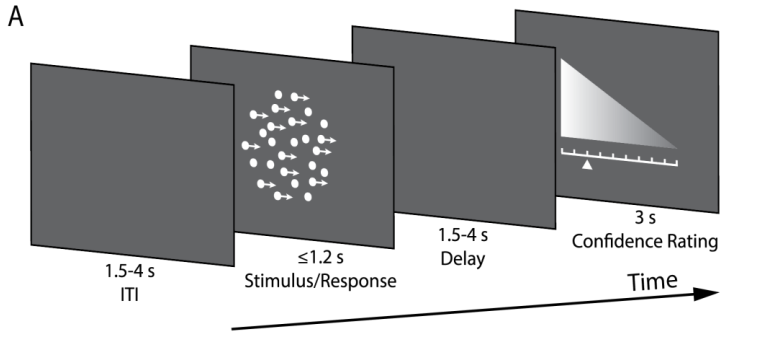 A
1.5-4 s
ITI
≤1.2 s
Stimulus/Response
1.5-4 s
Delay
3 s
Confidence Rating
Time